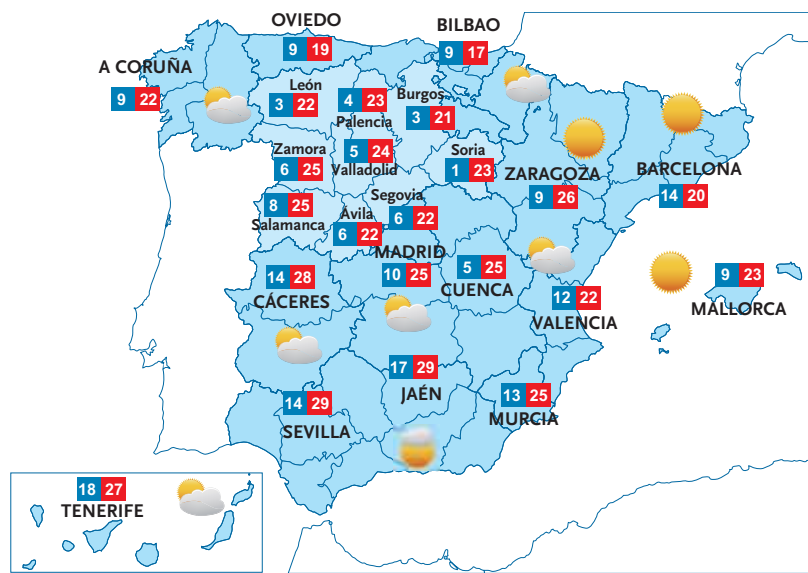 OVIEDO
9 19
BILBAO
9 17
A CORUÑA
9 22
León
3 22
4 23
Palencia
Burgos
3 21
Zamora
6 25
5 24
Valladolid
Soria
1 23
ZARAGOZA
9 26
BARCELONA
14 20
8 25
Salamanca
Ávila
6 22
Segovia
6 22
MADRID
10 25
5 25
CUENCA
14 28
CÁCERES
12 22
VALENCIA
9 23
MALLORCA
17 29
JAÉN
14 29
SEVILLA
13 25
MURCIA
18 27
TENERIFE